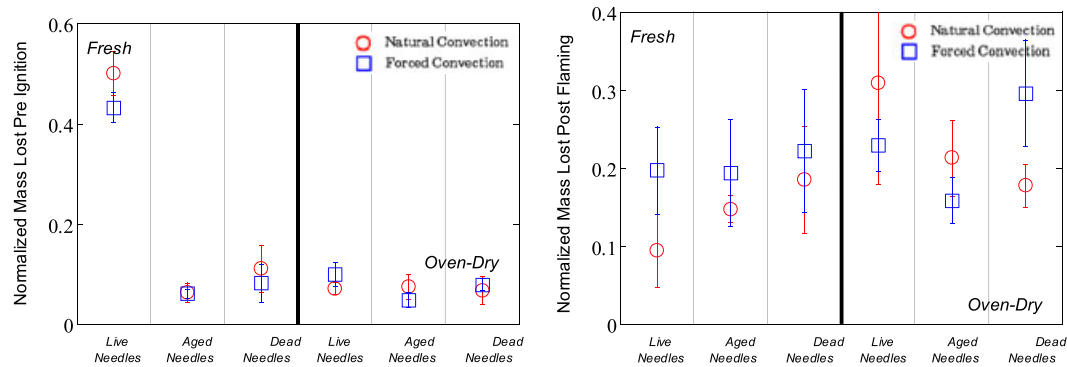 0.6
0.4
0.2
0
Normalized Mass Lost Pre Ignition
Fresh
Natural Convection
Forced Convection
Oven-Dry
Live Needles
Aged Needles
Dead Needles
Live Needles
Aged Needles
Dead Needles
0.4
0.3
0.2
0.1
0
Normalized Mass Lost Post Flaming
Fresh
Natural Convection
Forced Convection
Oven-Dry
Live Needles
Aged Needles
Dead Needles
Live Needles
Aged Needles
Dead Needles